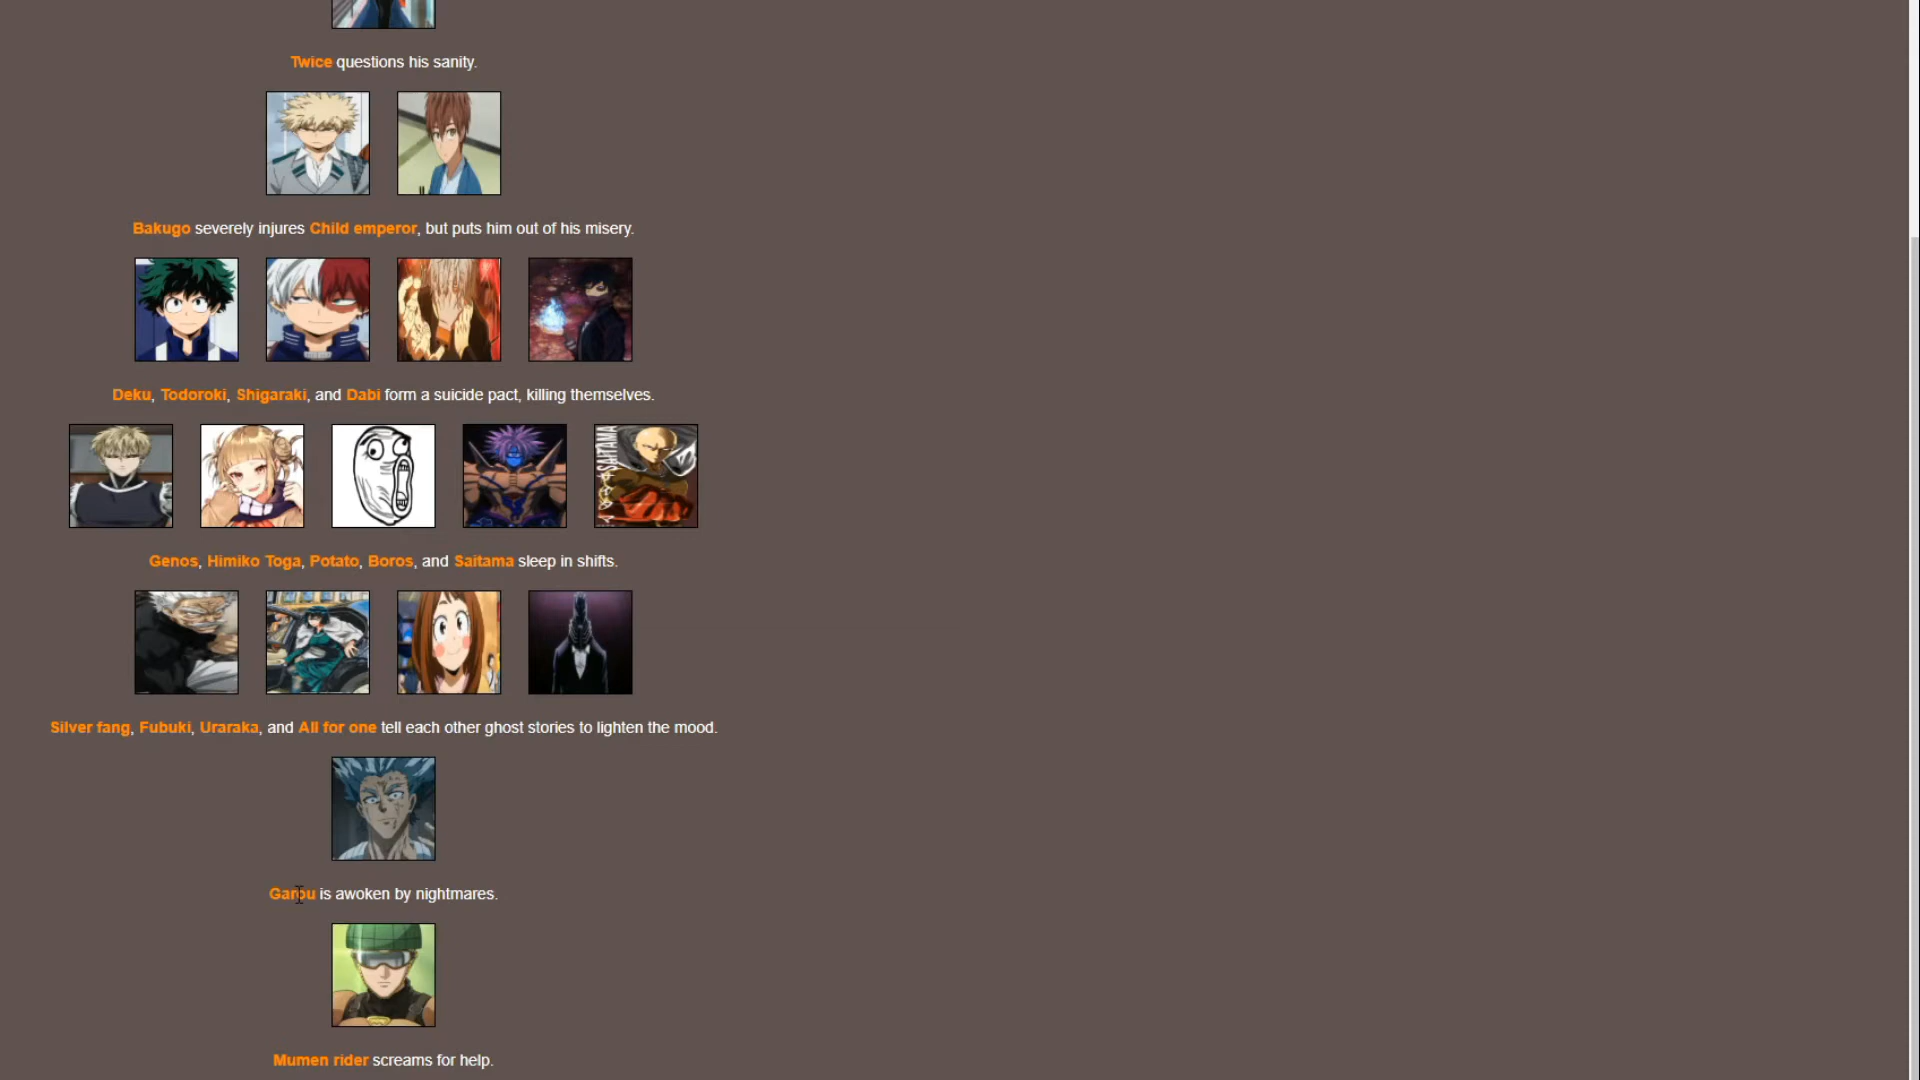 Twice questions his sanity.
Bakugo severely injures Child emperor, but puts him out of his misery.
Deku, Todoroki, Shigaraki, and Dabi form a suicide pact, killing themselves.
SAITAMA
Genos, Himiko Toga, Potato, Boros, and Saitama sleep in shifts.
Silver fang, Fubuki, Uraraka, and All for one tell each other ghost stories to lighten the mood.
Garou is awoken by nightmares.
Mumen rider screams for help.